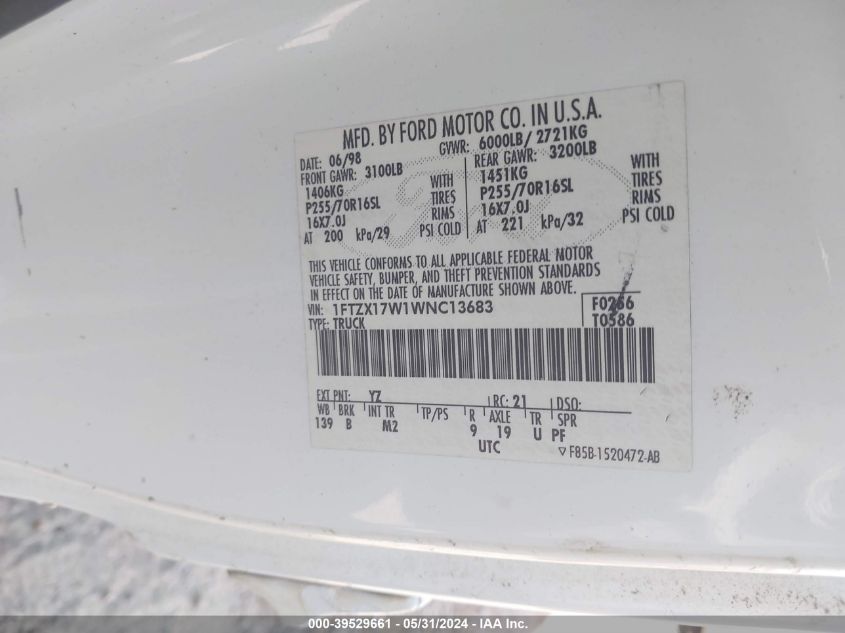 MFD. BY FORD MOTOR CO. IN U.S.A.
DATE: 06/98 GVWR: 6000LB/ 2721KG
FRONT GAWR: 3100LB REAR GAWR: 3200LB
1406KG WITH 1451KG WITH
P255/70R16SL TIRES P255/70R16SL TIRES
16X7.0J RIMS 16X7.0J RIMS
AT 200 kPa/29 PSI COLD AT 221 kPa/32 PSI COLD
THIS VEHICLE CONFORMS TO ALL APPLICABLE FEDERAL MOTOR
VEHICLE SAFETY, BUMPER, AND THEFT PREVENTION STANDARDS
IN EFFECT ON THE DATE OF MANUFACTURE SHOWN ABOVE.
VIN: 1FTZX17W1WNC13683 F0266
TYPE: TRUCK T0586
EXT PNT: YZ RC: 21 DSO:
WB BRK INT TR TP/PS R AXLE TR SPR
139 B M2 9 19 U PF
UTC
▽ F85B-1520472-AB
000-39529661 - 05/31/2024 - IAA Inc.